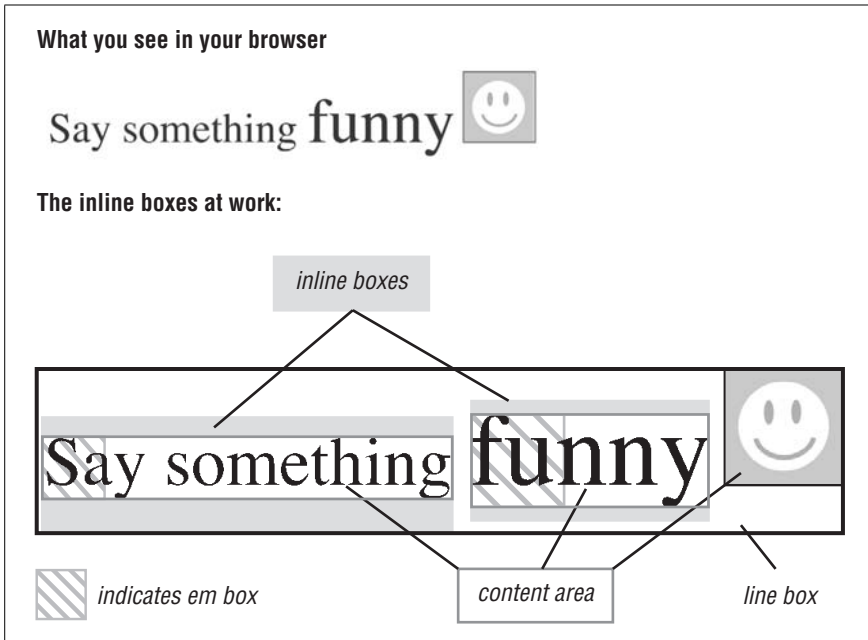 What you see in your browser
Say something funny
The inline boxes at work:
inline boxes
Say something funny
indicates em box
content area
line box